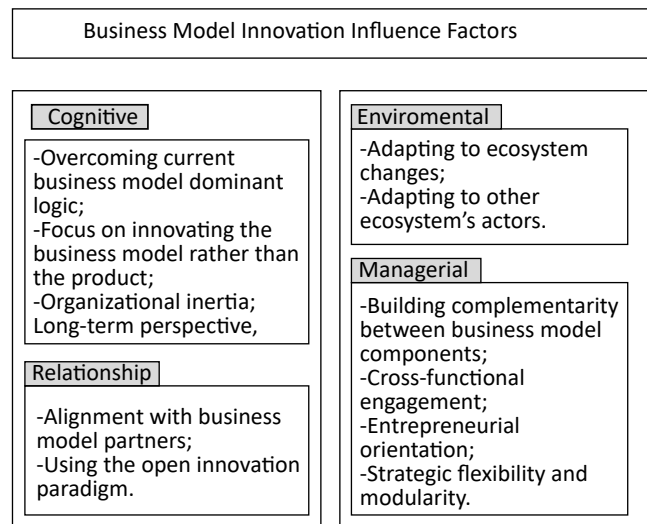 Business Model Innovation Influence Factors
Cognitive
-Overcoming current
business model dominant
logic;
-Focus on innovating the
business model rather than
the product;
-Organizational inertia;
Long-term perspective,
Relationship
-Alignment with business
model partners;
-Using the open innovation
paradigm.
Enviromental
-Adapting to ecosystem
changes;
-Adapting to other
ecosystem's actors.
Managerial
-Building complementarity
between business model
components;
-Cross-functional
engagement;
-Entrepreneurial
orientation;
-Strategic flexibility and
modularity.